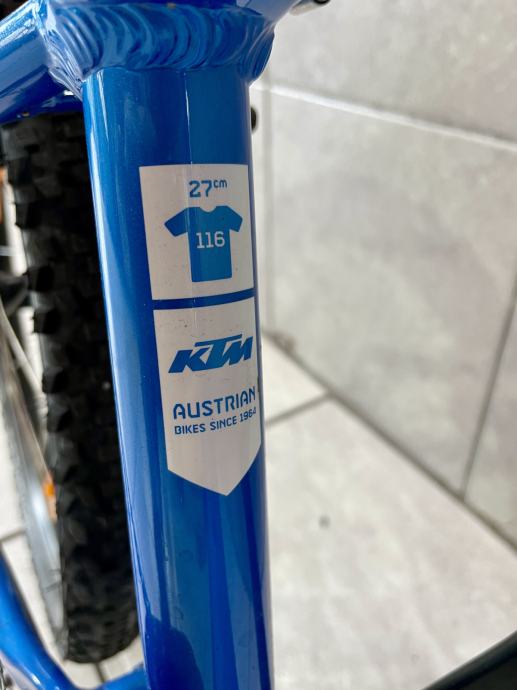 27cm
116
KTM
AUSTRIAN
BIKES SINCE 1964